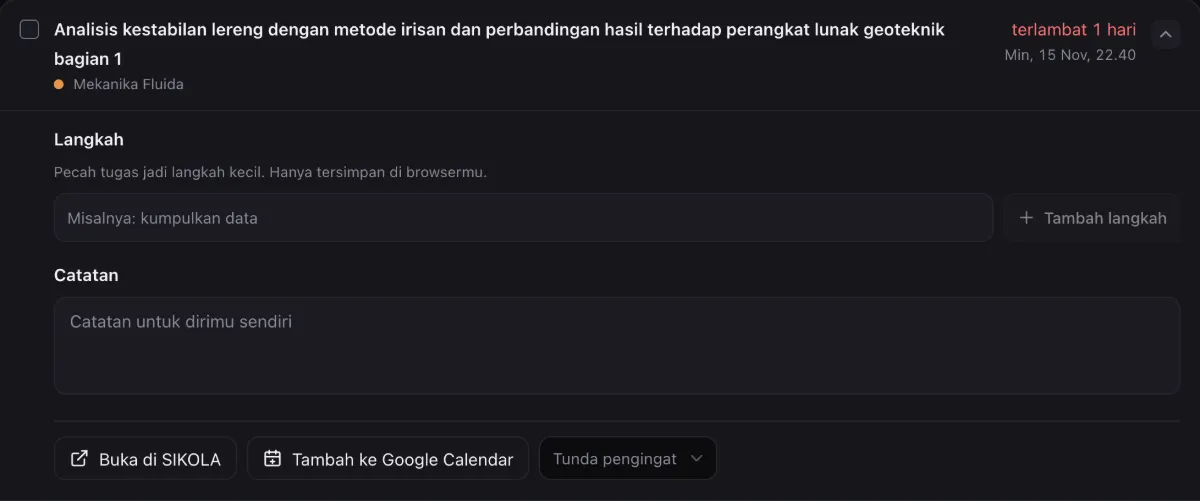 Analisis kestabilan lereng dengan metode irisan dan perbandingan hasil terhadap perangkat lunak geoteknik
bagian 1
terlambat 1 hari
Min, 15 Nov, 22.40
Mekanika Fluida
Langkah
Pecah tugas jadi langkah kecil. Hanya tersimpan di browsermu.
Misalnya: kumpulkan data
Tambah langkah
Catatan
Catatan untuk dirimu sendiri
Buka di SIKOLA
Tambah ke Google Calendar
Tunda pengingat